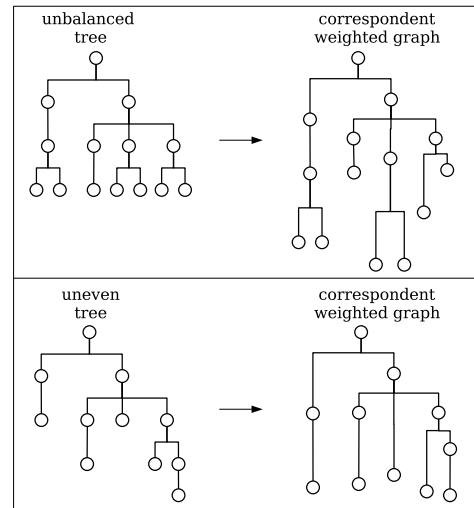 unbalanced
tree
correspondent
weighted graph
uneven
tree
correspondent
weighted graph